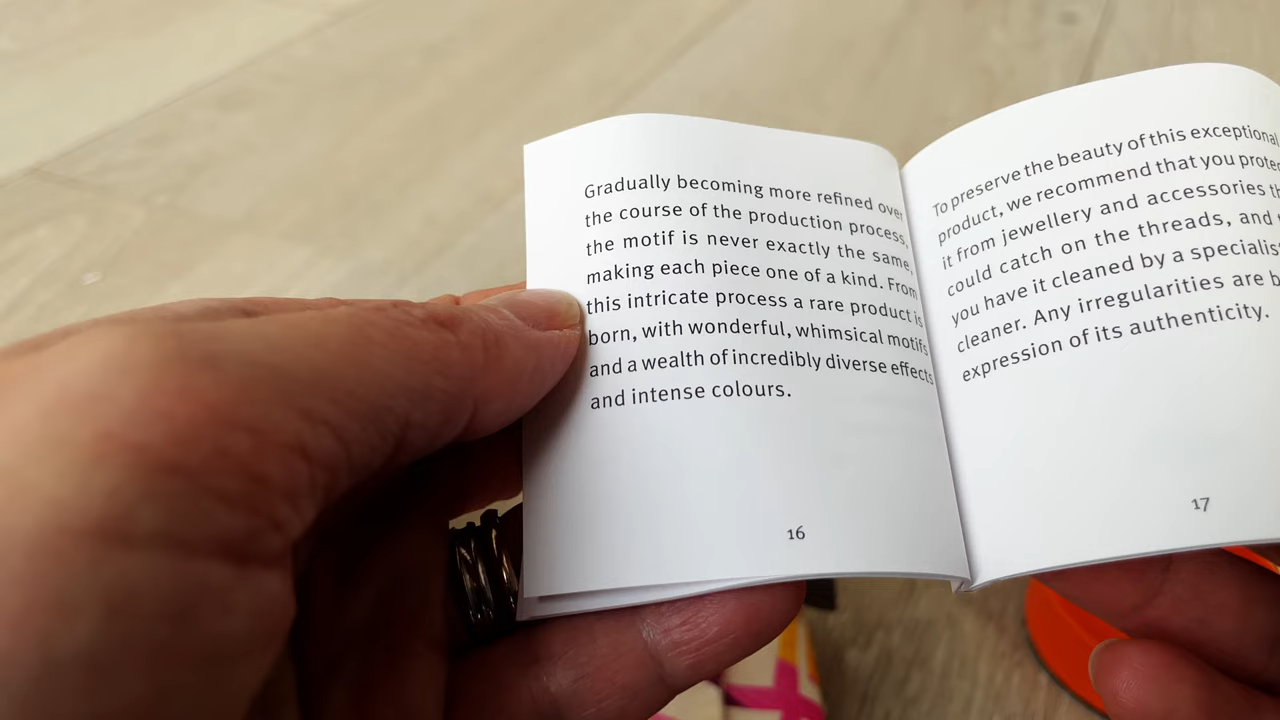 Gradually becoming more refined over
the course of the production process,
the motif is never exactly the same,
making each piece one of a kind. From
this intricate process a rare product is
born, with wonderful, whimsical motifs
and a wealth of incredibly diverse effects
and intense colours.
16
To preserve the beauty of this exceptional
product, we recommend that you
it from jewellery and accessories
could catch on the threads, and
you have it cleaned by a
cleaner. Any irregularities are
expression of its authenticity.
17